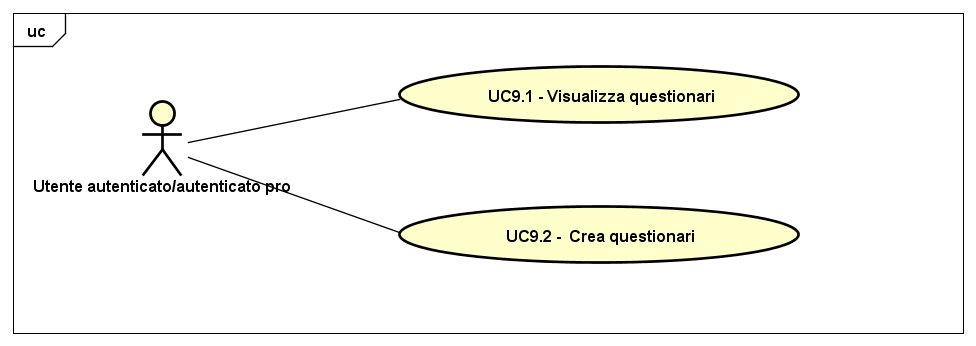 uc
UC9.1 - Visualizza questionari
Utente autenticato/autenticato pro
UC9.2 - Crea questionari